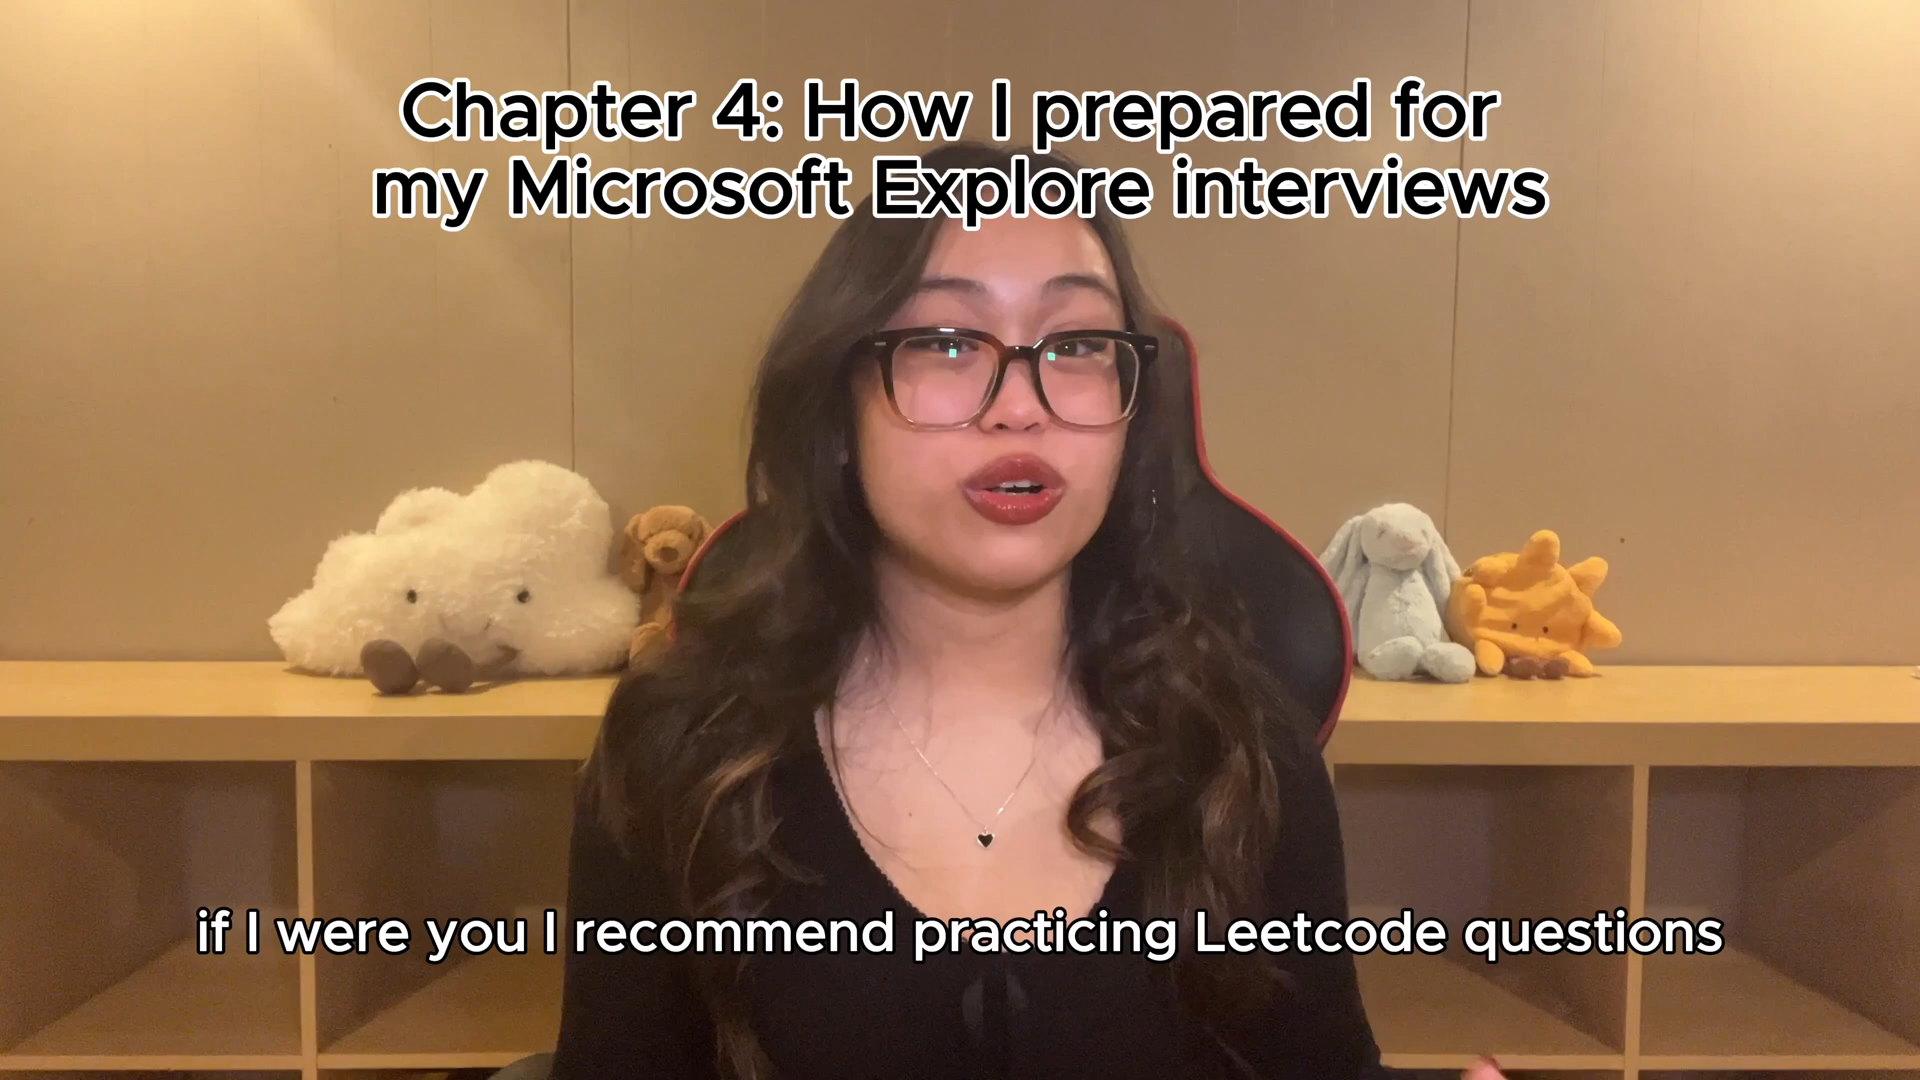 Chapter 4: How I prepared for
my Microsoft Explore interviews
if I were you I recommend practicing Leetcode questions